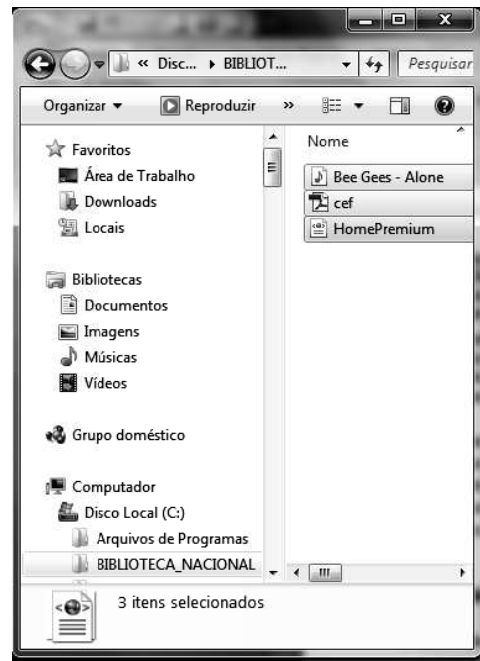 « Disc... ▸ BIBLIOT...
Pesquisar
Organizar
Reproduzir
»
Favoritos
Área de Trabalho
Downloads
Locais
Bibliotecas
Documentos
Imagens
Músicas
Vídeos
Grupo doméstico
Computador
Disco Local (C:)
Arquivos de Programas
BIBLIOTECA_NACIONAL
Nome
Bee Gees - Alone
cef
HomePremium
3 itens selecionados